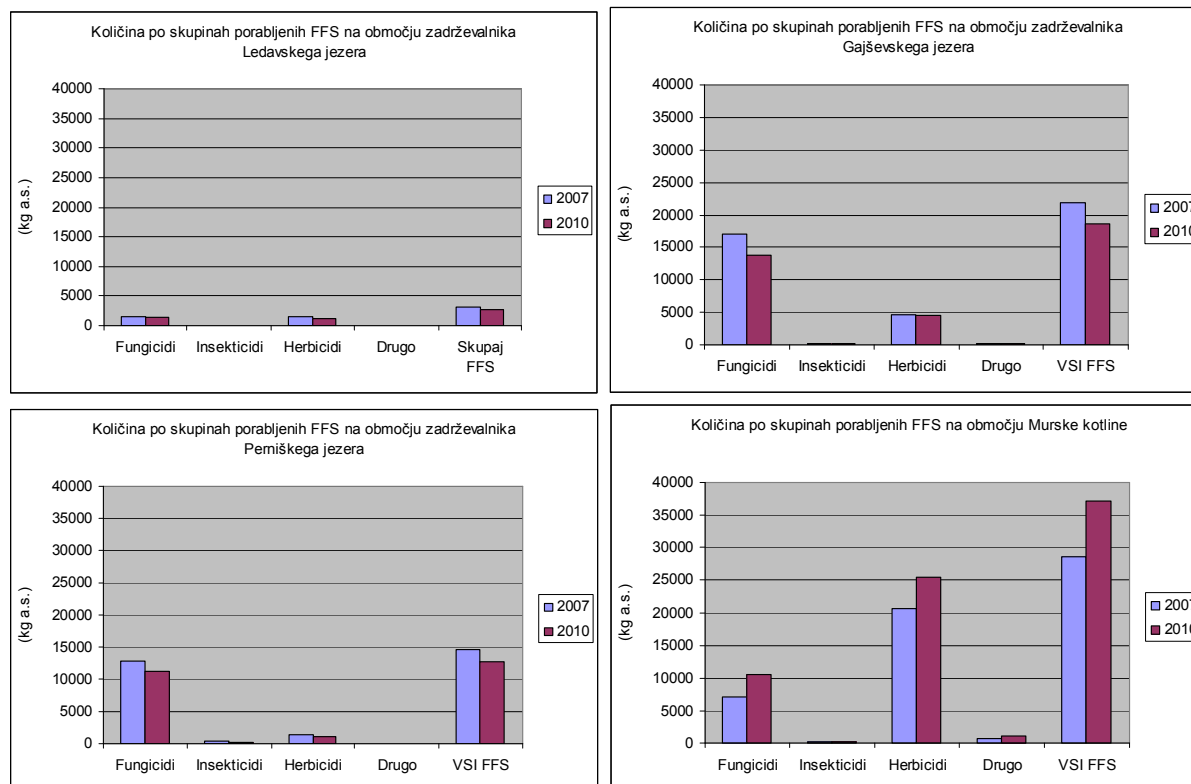 Količina po skupinah porabljenih FFS na območju zadrževalnika
Ledavskega jezera
40000
35000
30000
25000
20000
15000
10000
5000
0
(kg a.s.)
Fungicidi Insekticidi Herbicidi Drugo Skupaj
FFS
2007
2010
Količina po skupinah porabljenih FFS na območju zadrževalnika
Gajševskega jezera
40000
35000
30000
25000
20000
15000
10000
5000
0
(kg a.s.)
Fungicidi Insekticidi Herbicidi Drugo VSI FFS
2007
2010
Količina po skupinah porabljenih FFS na območju zadrževalnika
Perniškega jezera
40000
35000
30000
25000
20000
15000
10000
5000
0
(kg a.s.)
Fungicidi Insekticidi Herbicidi Drugo VSI FFS
2007
2010
Količina po skupinah porabljenih FFS na območju Murske kotline
40000
35000
30000
25000
20000
15000
10000
5000
0
(kg a.s.)
Fungicidi Insekticidi Herbicidi Drugo VSI FFS
2007
2010